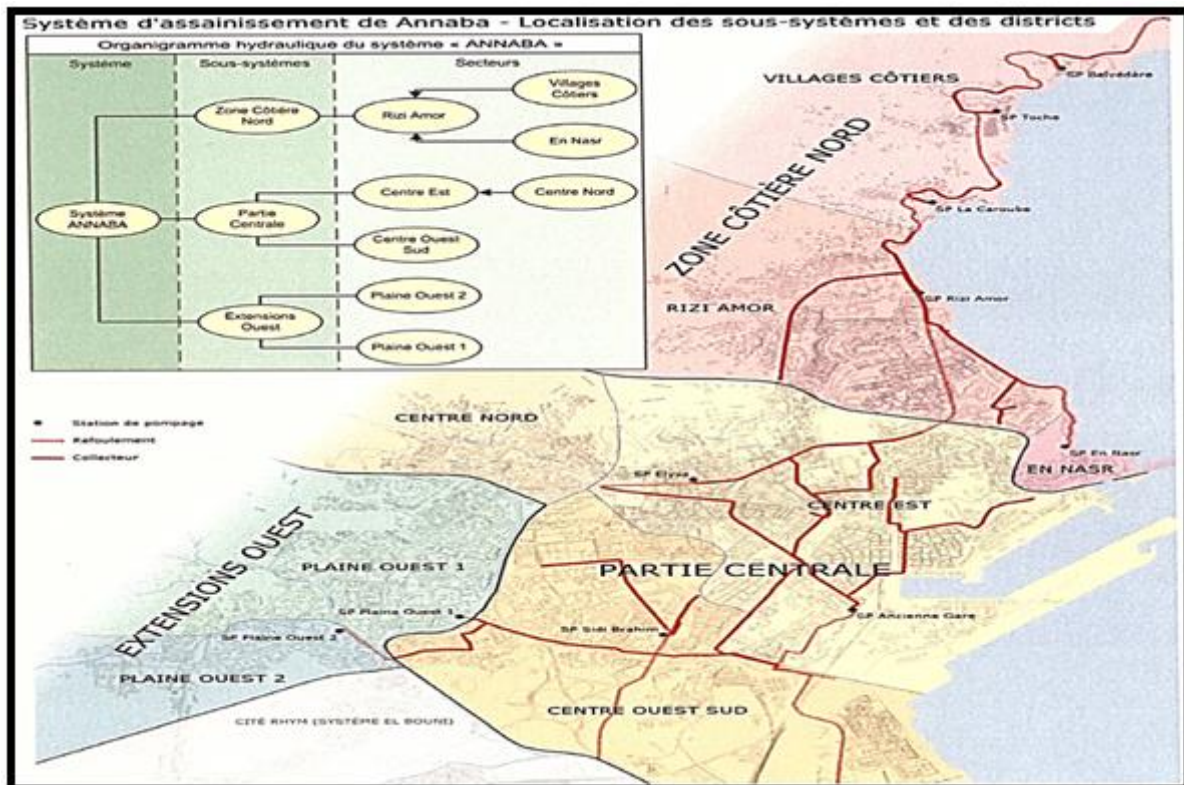 Système d'assainissement de Annaba - Localisation des sous-systèmes et des districts
Organigramme hydraulique du système « ANNABA »
Système
Sous-systèmes
Secteurs
Villages
Côtiers
Zone Côtière
Nord
Rizi Amor
En Nasr
Centre Est
Centre Nord
Système
ANNABA
Partie
Centrale
Centre Ouest
Sud
Plaine Ouest 2
Extensions
Ouest
Plaine Ouest 1
Station de pompage
Refoulement
Collecteur
VILLAGES CÔTIERS
SP Belvédère
SP Toche
ZONE CÔTIÈRE NORD
SP La Caroube
RIZI AMOR
SP Rizi Amor
CENTRE NORD
SP En Nasr
EN NASR
SP Elysa
CENTRE EST
EXTENSIONS OUEST
PLAINE OUEST 1
PARTIE CENTRALE
SP Plaine Ouest 1
SP Ancienne Gare
SP Plaine Ouest 2
SP Sidi Brahim
PLAINE OUEST 2
CENTRE OUEST SUD
CITÉ RHYM (SYSTÈME EL BOUNI)